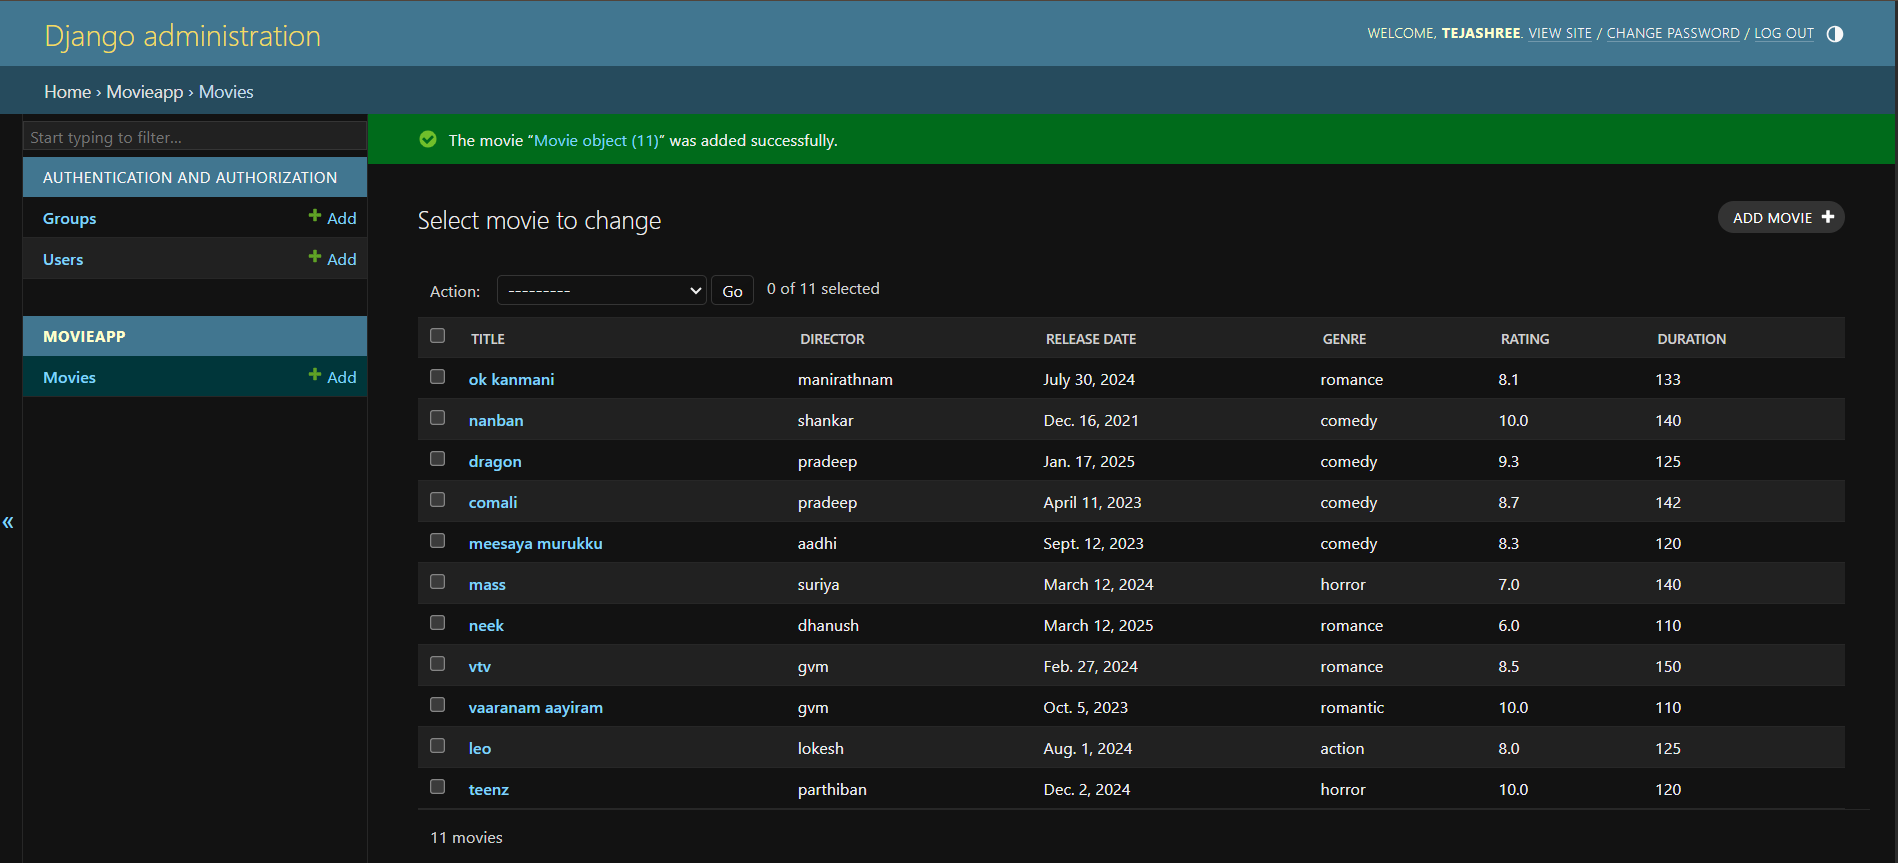 Django administration
WELCOME, TEJASHREE. VIEW SITE / CHANGE PASSWORD / LOG OUT
Home › Movieapp › Movies
Start typing to filter...
AUTHENTICATION AND AUTHORIZATION
Groups + Add
Users + Add
MOVIEAPP
Movies + Add
«
The movie “Movie object (11)” was added successfully.
Select movie to change
ADD MOVIE +
Action: --------- Go 0 of 11 selected
TITLE DIRECTOR RELEASE DATE GENRE RATING DURATION
ok kanmani manirathnam July 30, 2024 romance 8.1 133
nanban shankar Dec. 16, 2021 comedy 10.0 140
dragon pradeep Jan. 17, 2025 comedy 9.3 125
comali pradeep April 11, 2023 comedy 8.7 142
meesaya murukku aadhi Sept. 12, 2023 comedy 8.3 120
mass suriya March 12, 2024 horror 7.0 140
neek dhanush March 12, 2025 romance 6.0 110
vtv gvm Feb. 27, 2024 romance 8.5 150
vaaranam aayiram gvm Oct. 5, 2023 romantic 10.0 110
leo lokesh Aug. 1, 2024 action 8.0 125
teenz parthiban Dec. 2, 2024 horror 10.0 120
11 movies